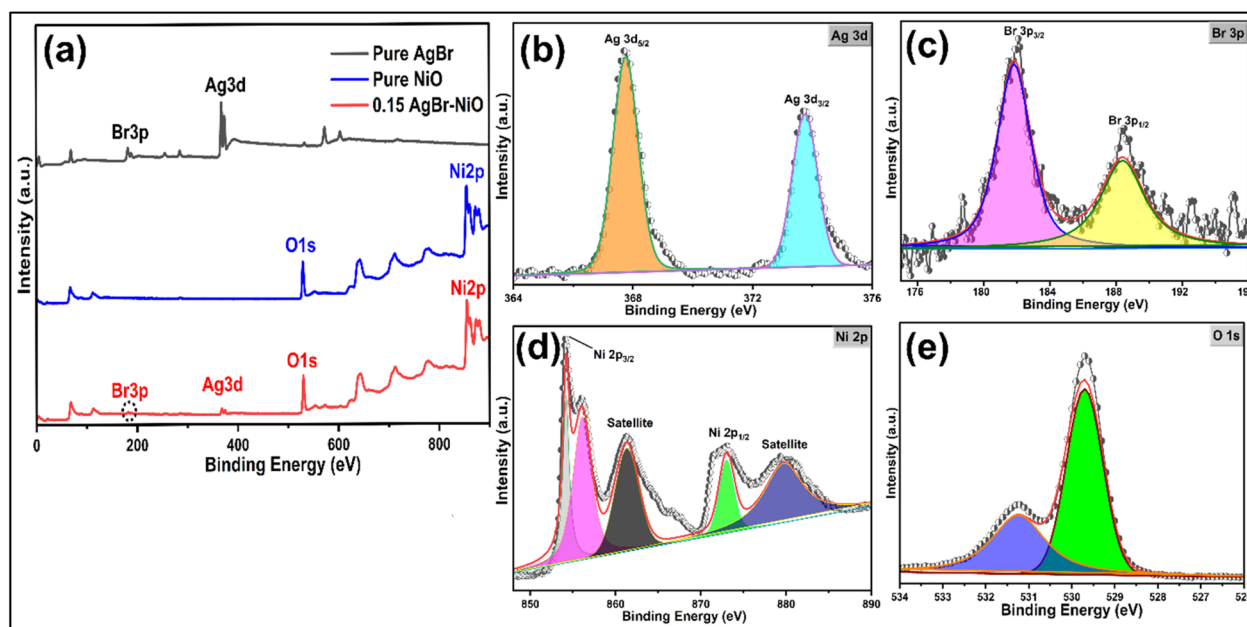 (a)
Pure AgBr
Pure NiO
0.15 AgBr-NiO
Ag3d
Br3p
Ni2p
O1s
Ni2p
O1s
Ag3d
Br3p
Intensity (a.u.)
0 200 400 600 800
Binding Energy (eV)
(b)
Ag 3d
Ag 3d5/2
Ag 3d3/2
Intensity (a.u.)
364 368 372 376
Binding Energy (eV)
(c)
Br 3p
Br 3p3/2
Br 3p1/2
Intensity (a.u.)
176 180 184 188 192
Binding Energy (eV)
(d)
Ni 2p
Ni 2p3/2
Satellite
Ni 2p1/2
Satellite
Intensity (a.u.)
850 860 870 880 890
Binding Energy (eV)
(e)
O 1s
Intensity (a.u.)
534 533 532 531 530 529 528 527
Binding Energy (eV)